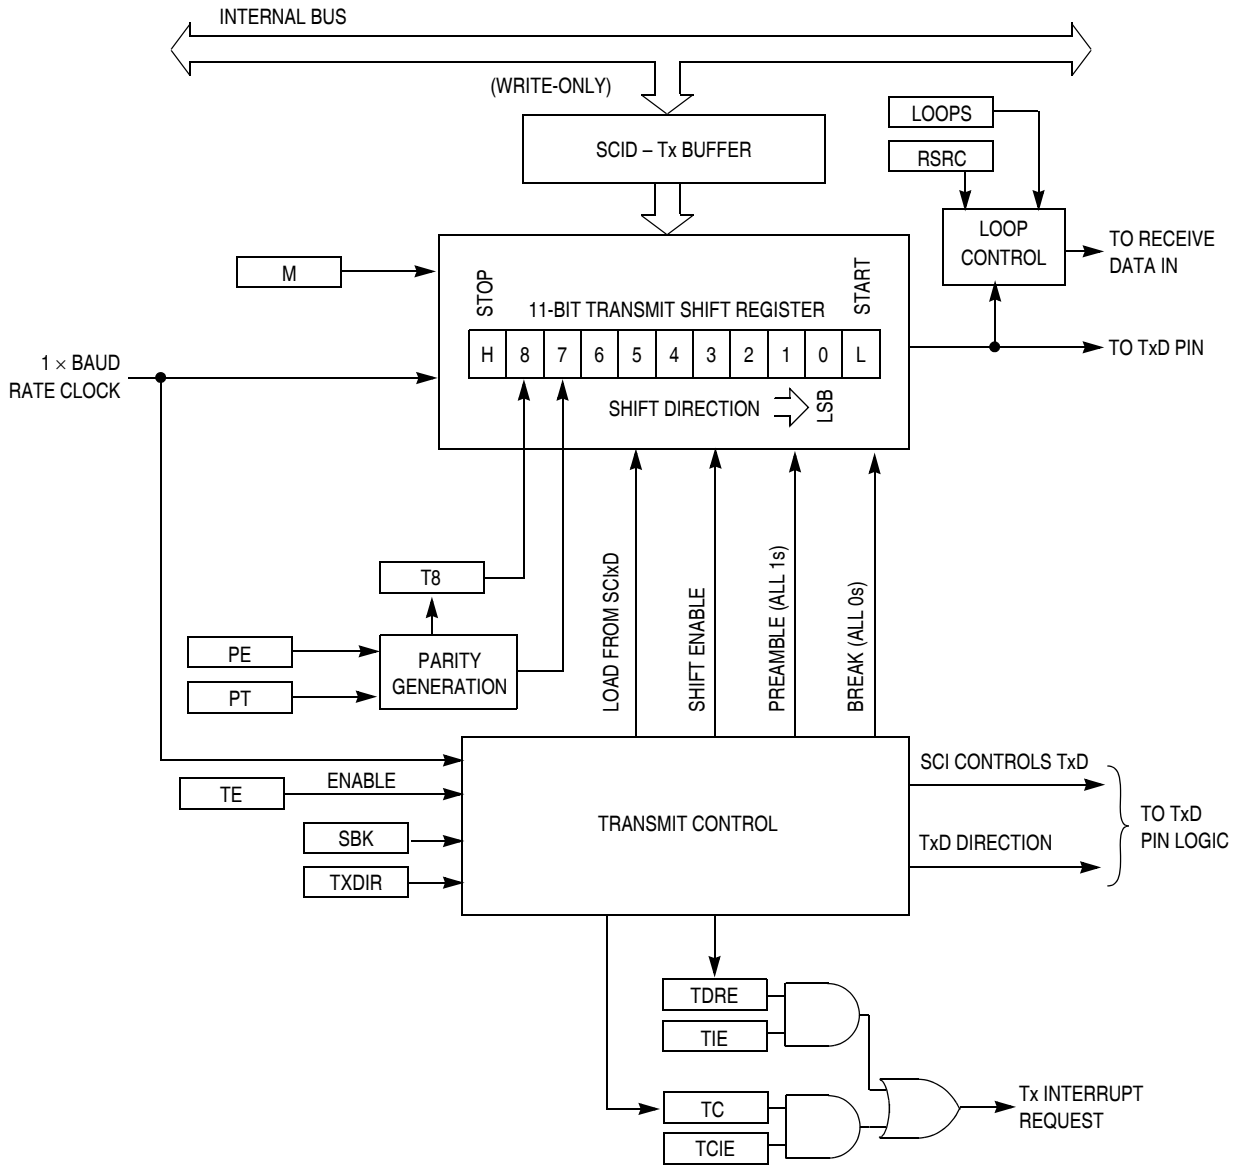 INTERNAL BUS
(WRITE-ONLY)
SCID – Tx BUFFER
LOOPS
RSRC
LOOP
CONTROL
TO RECEIVE
DATA IN
M
STOP
11-BIT TRANSMIT SHIFT REGISTER
START
H 8 7 6 5 4 3 2 1 0 L
SHIFT DIRECTION
LSB
TO TxD PIN
1 × BAUD
RATE CLOCK
T8
PE
PT
PARITY
GENERATION
LOAD FROM SCIxD
SHIFT ENABLE
PREAMBLE (ALL 1s)
BREAK (ALL 0s)
TE
ENABLE
SBK
TXDIR
TRANSMIT CONTROL
SCI CONTROLS TxD
TxD DIRECTION
TO TxD
PIN LOGIC
TDRE
TIE
TC
TCIE
Tx INTERRUPT
REQUEST